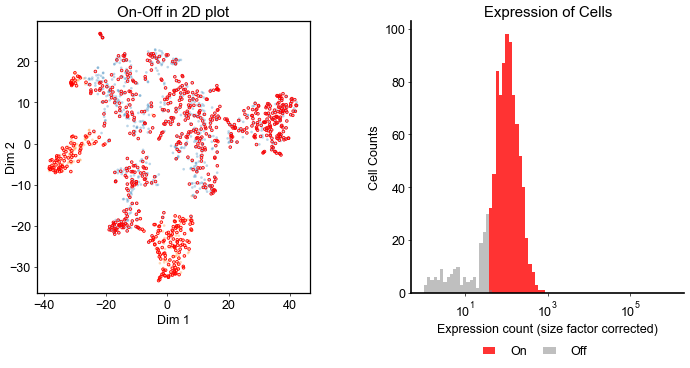 On-Off in 2D plot
20
10
0
−10
−20
−30
−40
−20
0
20
40
Dim 2
Dim 1
Expression of Cells
100
80
60
40
20
0
Cell Counts
10^1
10^3
10^5
Expression count (size factor corrected)
On
Off